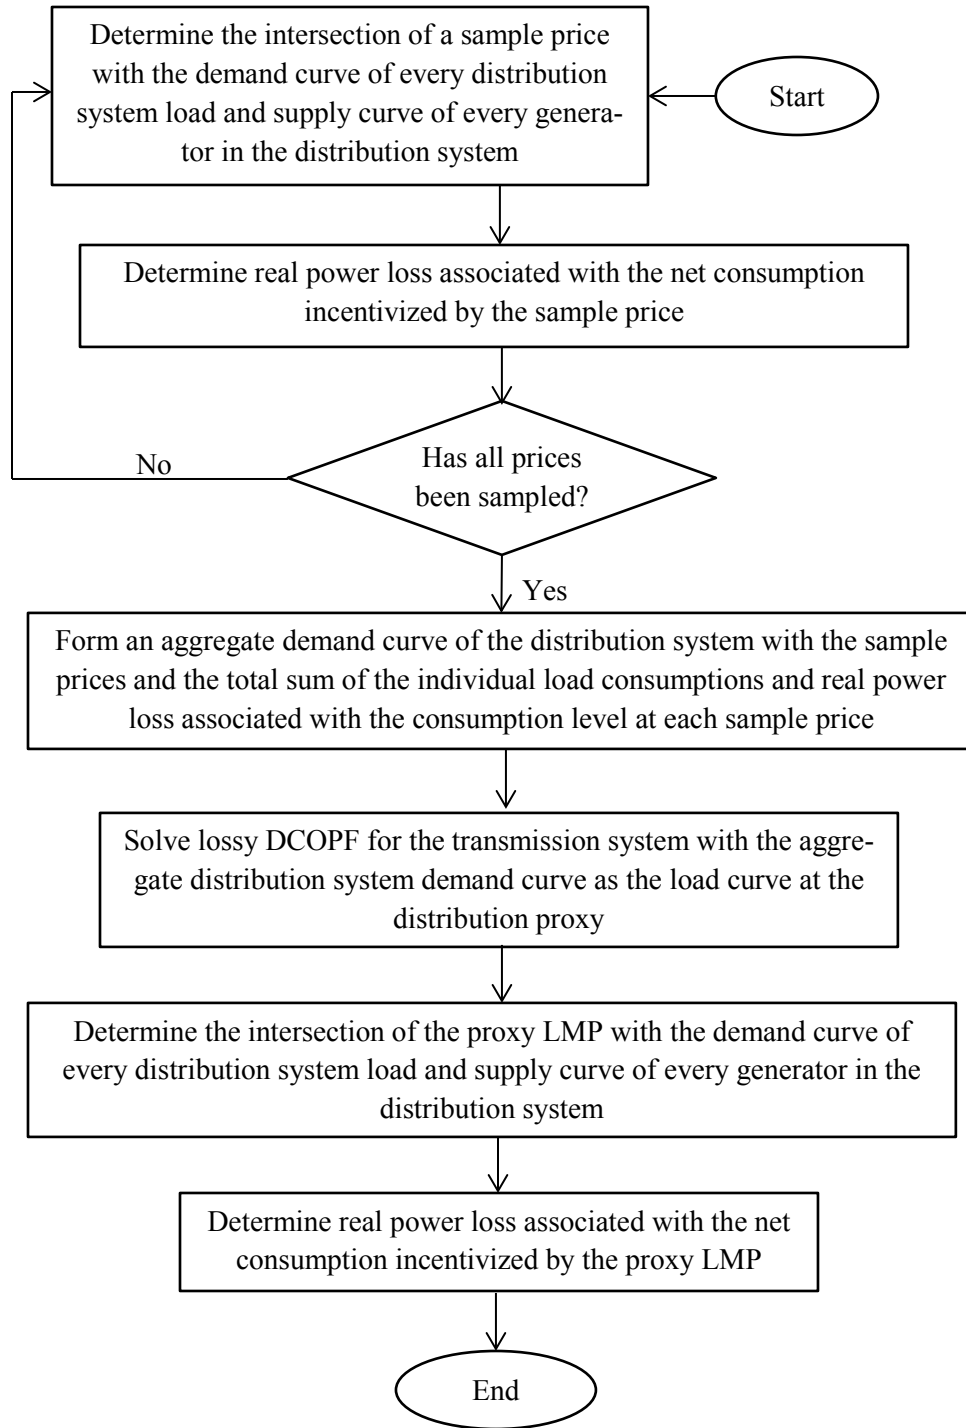 Determine the intersection of a sample price
with the demand curve of every distribution
system load and supply curve of every genera-
tor in the distribution system
Start
Determine real power loss associated with the net consumption
incentivized by the sample price
Has all prices
been sampled?
No
Yes
Form an aggregate demand curve of the distribution system with the sample
prices and the total sum of the individual load consumptions and real power
loss associated with the consumption level at each sample price
Solve lossy DCOPF for the transmission system with the aggre-
gate distribution system demand curve as the load curve at the
distribution proxy
Determine the intersection of the proxy LMP with the demand curve of
every distribution system load and supply curve of every generator in the
distribution system
Determine real power loss associated with the net
consumption incentivized by the proxy LMP
End